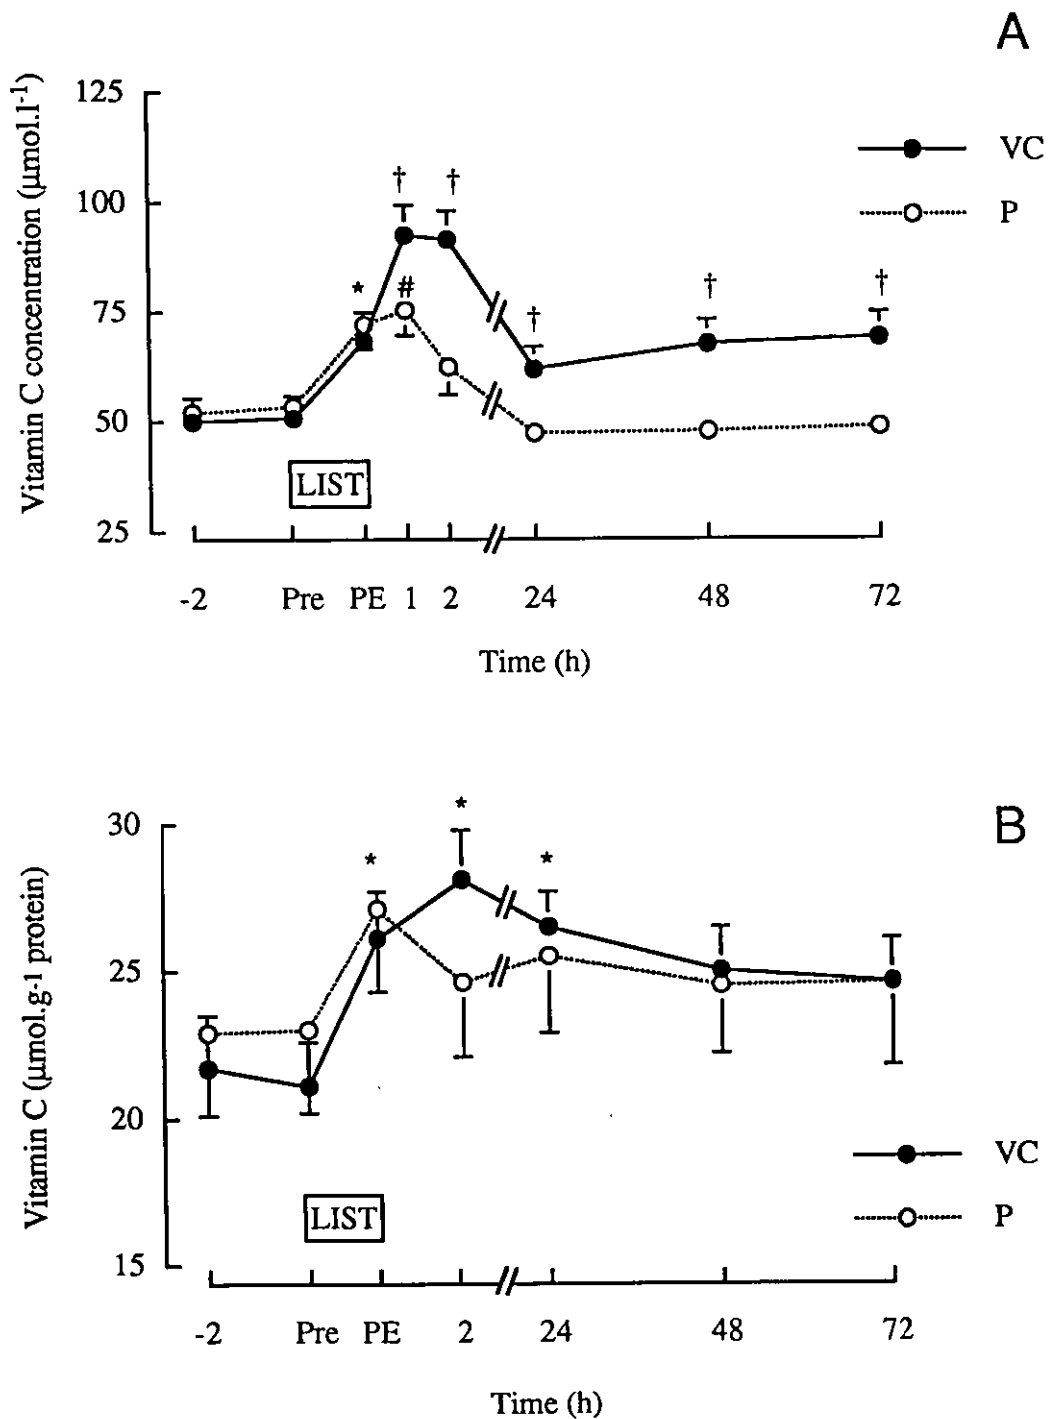 A
Vitamin C concentration (µmol.l-1)
125
100
75
50
25
VC
P
† †
* #
† † †
LIST
-2 Pre PE 1 2 24 48 72
Time (h)
B
Vitamin C (µmol.g-1 protein)
30
25
20
15
* * *
VC
P
LIST
-2 Pre PE 2 24 48 72
Time (h)